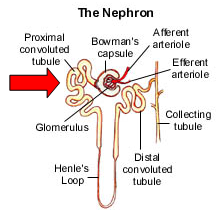 The Nephron
Proximal
convoluted
tubule
Bowman's
capsule
Afferent
arteriole
Efferent
arteriole
Glomerulus
Collecting
tubule
Henle's
Loop
Distal
convoluted
tubule